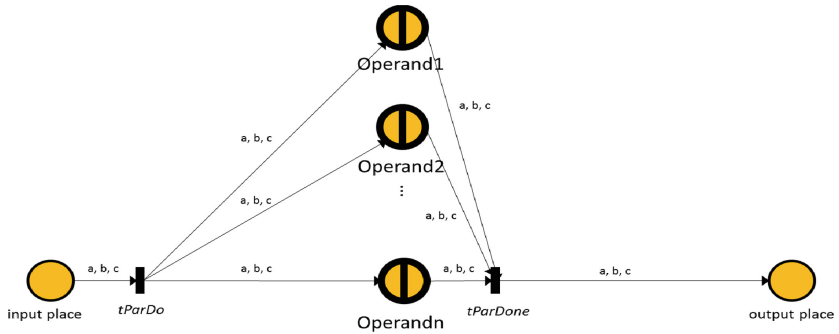 Operand1
a, b, c
a, b, c
Operand2
...
a, b, c
a, b, c
a, b, c
a, b, c
a, b, c
a, b, c
input place
tParDo
Operandn
tParDone
output place